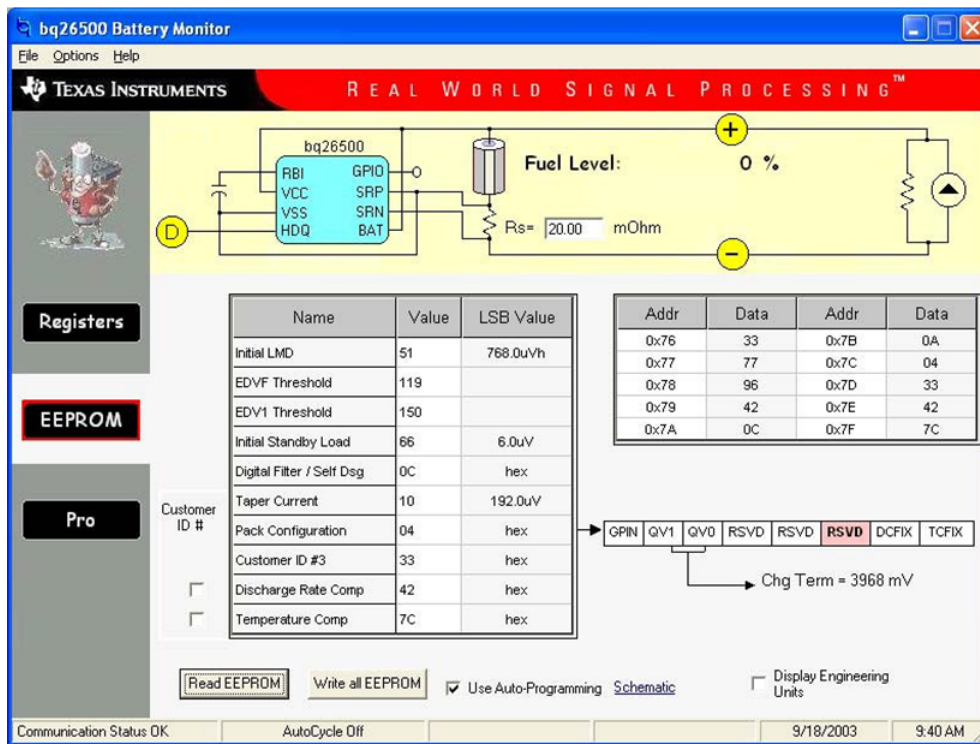 bq26500 Battery Monitor
File Options Help
TEXAS INSTRUMENTS
REAL WORLD SIGNAL PROCESSING™
bq26500
RBI GPIO
VCC SRP
VSS SRN
HDQ BAT
D
+
−
Fuel Level: 0 %
Rs= 20.00 mOhm
Registers
EEPROM
Pro
Customer
ID #
Name Value LSB Value
Initial LMD 51 768.0uVh
EDVF Threshold 119
EDV1 Threshold 150
Initial Standby Load 66 6.0uV
Digital Filter / Self Dsg 0C hex
Taper Current 10 192.0uV
Pack Configuration 04 hex
Customer ID #3 33 hex
Discharge Rate Comp 42 hex
Temperature Comp 7C hex
Addr Data Addr Data
0x76 33 0x7B 0A
0x77 77 0x7C 04
0x78 96 0x7D 33
0x79 42 0x7E 42
0x7A 0C 0x7F 7C
GPIN QV1 QV0 RSVD RSVD RSVD DCFIX TCFIX
Chg Term = 3968 mV
Read EEPROM
Write all EEPROM
Use Auto-Programming Schematic
Display Engineering
Units
Communication Status OK AutoCycle Off 9/18/2003 9:40 AM